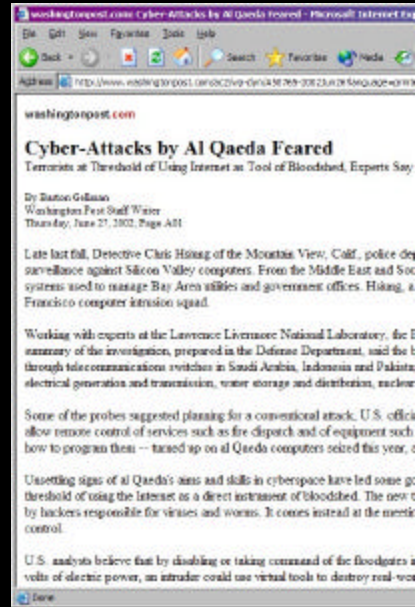 washingtonpost.com: Cyber-Attacks by Al Qaeda Feared - Microsoft Internet Ex
File Edit View Favorites Tools Help
Back Search Favorites Media
Address http://www.washingtonpost.com/ac2/wp-dyn/
washingtonpost.com
Cyber-Attacks by Al Qaeda Feared
Terrorists at Threshold of Using Internet as Tool of Bloodshed, Experts Say
By Barton Gellman
Washington Post Staff Writer
Thursday, June 27, 2002; Page A01
Late last fall, Detective Chris Hsiung of the Mountain View, Calif., police dep
surveillance against Silicon Valley computers. From the Middle East and Sou
systems used to manage Bay Area utilities and government offices. Hsiung, a
Francisco computer intrusion squad.
Working with experts at the Lawrence Livermore National Laboratory, the F
summary of the investigation, prepared in the Defense Department, said the b
through telecommunications switches in Saudi Arabia, Indonesia and Pakistan
electrical generation and transmission, water storage and distribution, nuclear
Some of the probes suggested planning for a conventional attack, U.S. offici
allow remote control of services such as fire dispatch and of equipment such
how to program them -- turned up on al Qaeda computers seized this year, a
Unsettling signs of al Qaeda's aims and skills in cyberspace have led some go
threshold of using the Internet as a direct instrument of bloodshed. The new t
by hackers responsible for viruses and worms. It comes instead at the meetin
control.
U.S. analysts believe that by disabling or taking command of the floodgates i
volts of electric power, an intruder could use virtual tools to destroy real-wor
Done